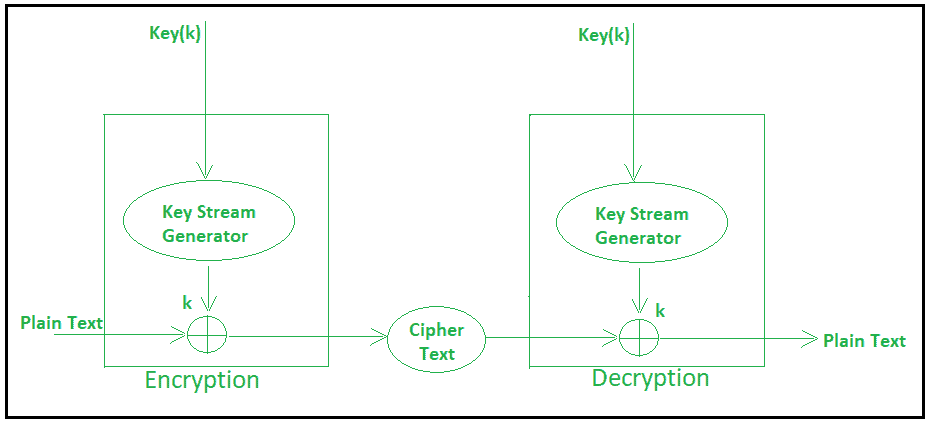 Key(k)
Key(k)
Key Stream
Generator
Key Stream
Generator
k
k
Plain Text
Cipher
Text
Plain Text
Encryption
Decryption